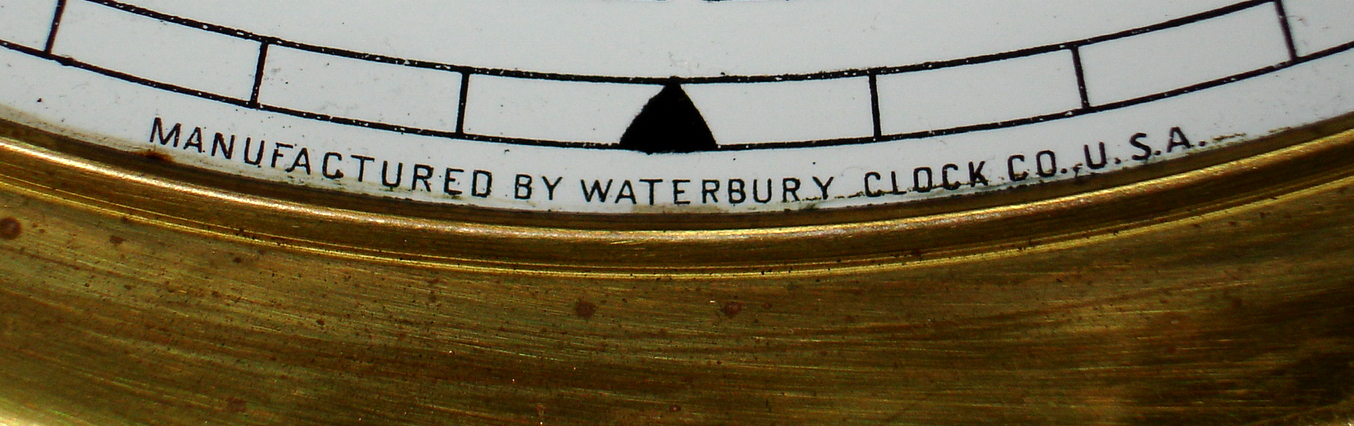 MANUFACTURED BY WATERBURY CLOCK CO., U.S.A.